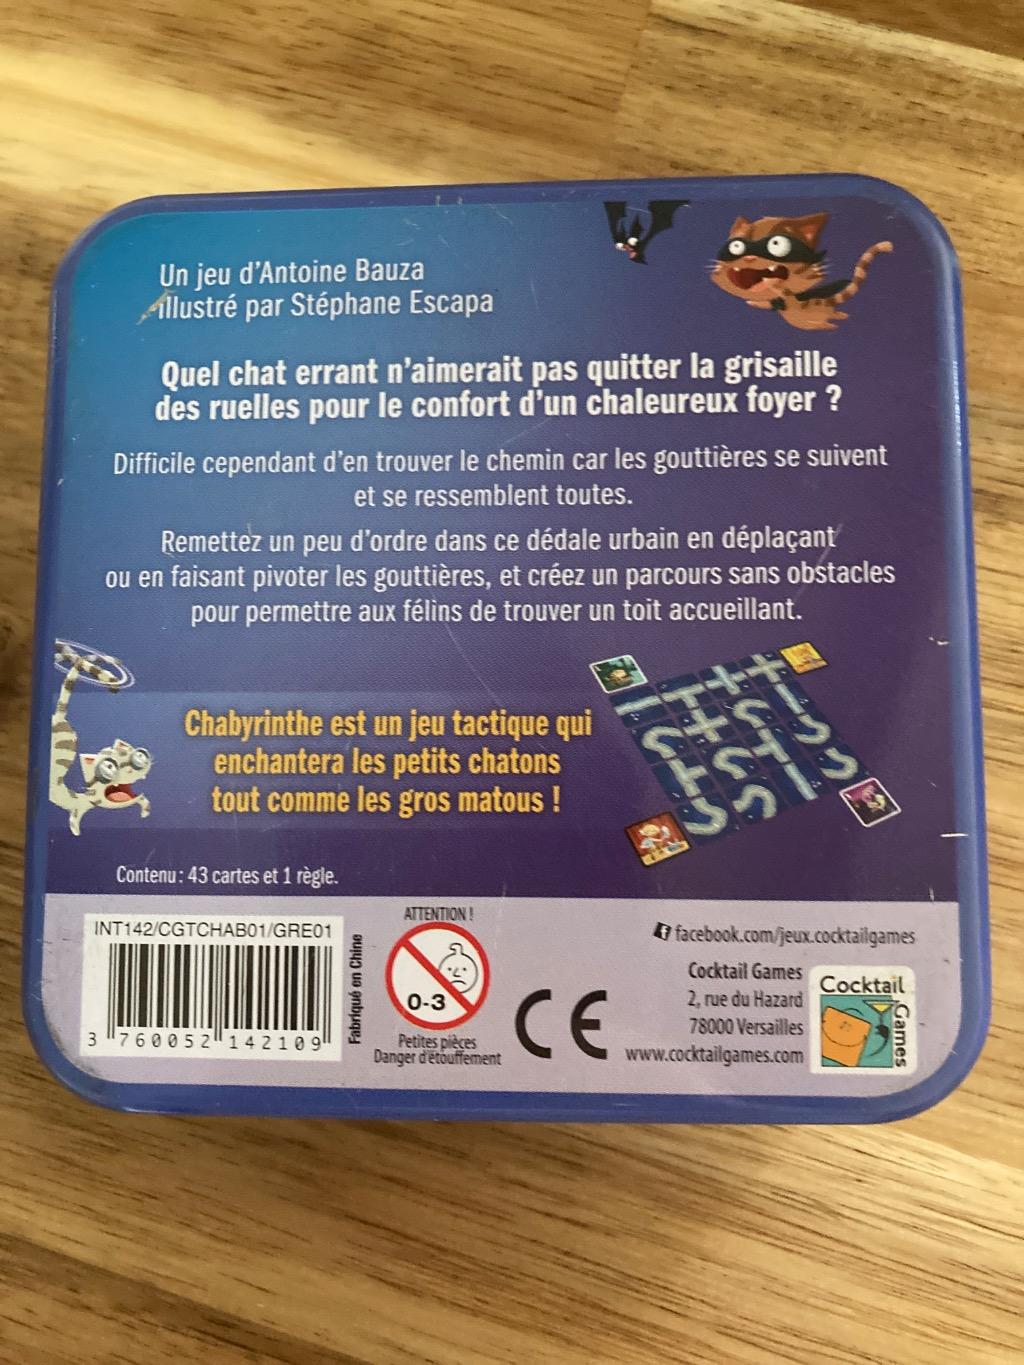 Un jeu d'Antoine Bauza
illustré par Stéphane Escapa
Quel chat errant n'aimerait pas quitter la grisaille
des ruelles pour le confort d'un chaleureux foyer ?
Difficile cependant d'en trouver le chemin car les gouttières se suivent
et se ressemblent toutes.
Remettez un peu d'ordre dans ce dédale urbain en déplaçant
ou en faisant pivoter les gouttières, et créez un parcours sans obstacles
pour permettre aux félins de trouver un toit accueillant.
Chabyrinthe est un jeu tactique qui
enchantera les petits chatons
tout comme les gros matous !
Contenu : 43 cartes et 1 règle.
INT142/CGTCHAB01/GRE01
3 760052 142109
Fabriqué en Chine
ATTENTION !
0-3
Petites pièces
Danger d'étouffement
CE
facebook.com/jeux.cocktailgames
Cocktail Games
2, rue du Hazard
78000 Versailles
www.cocktailgames.com
Cocktail
Games